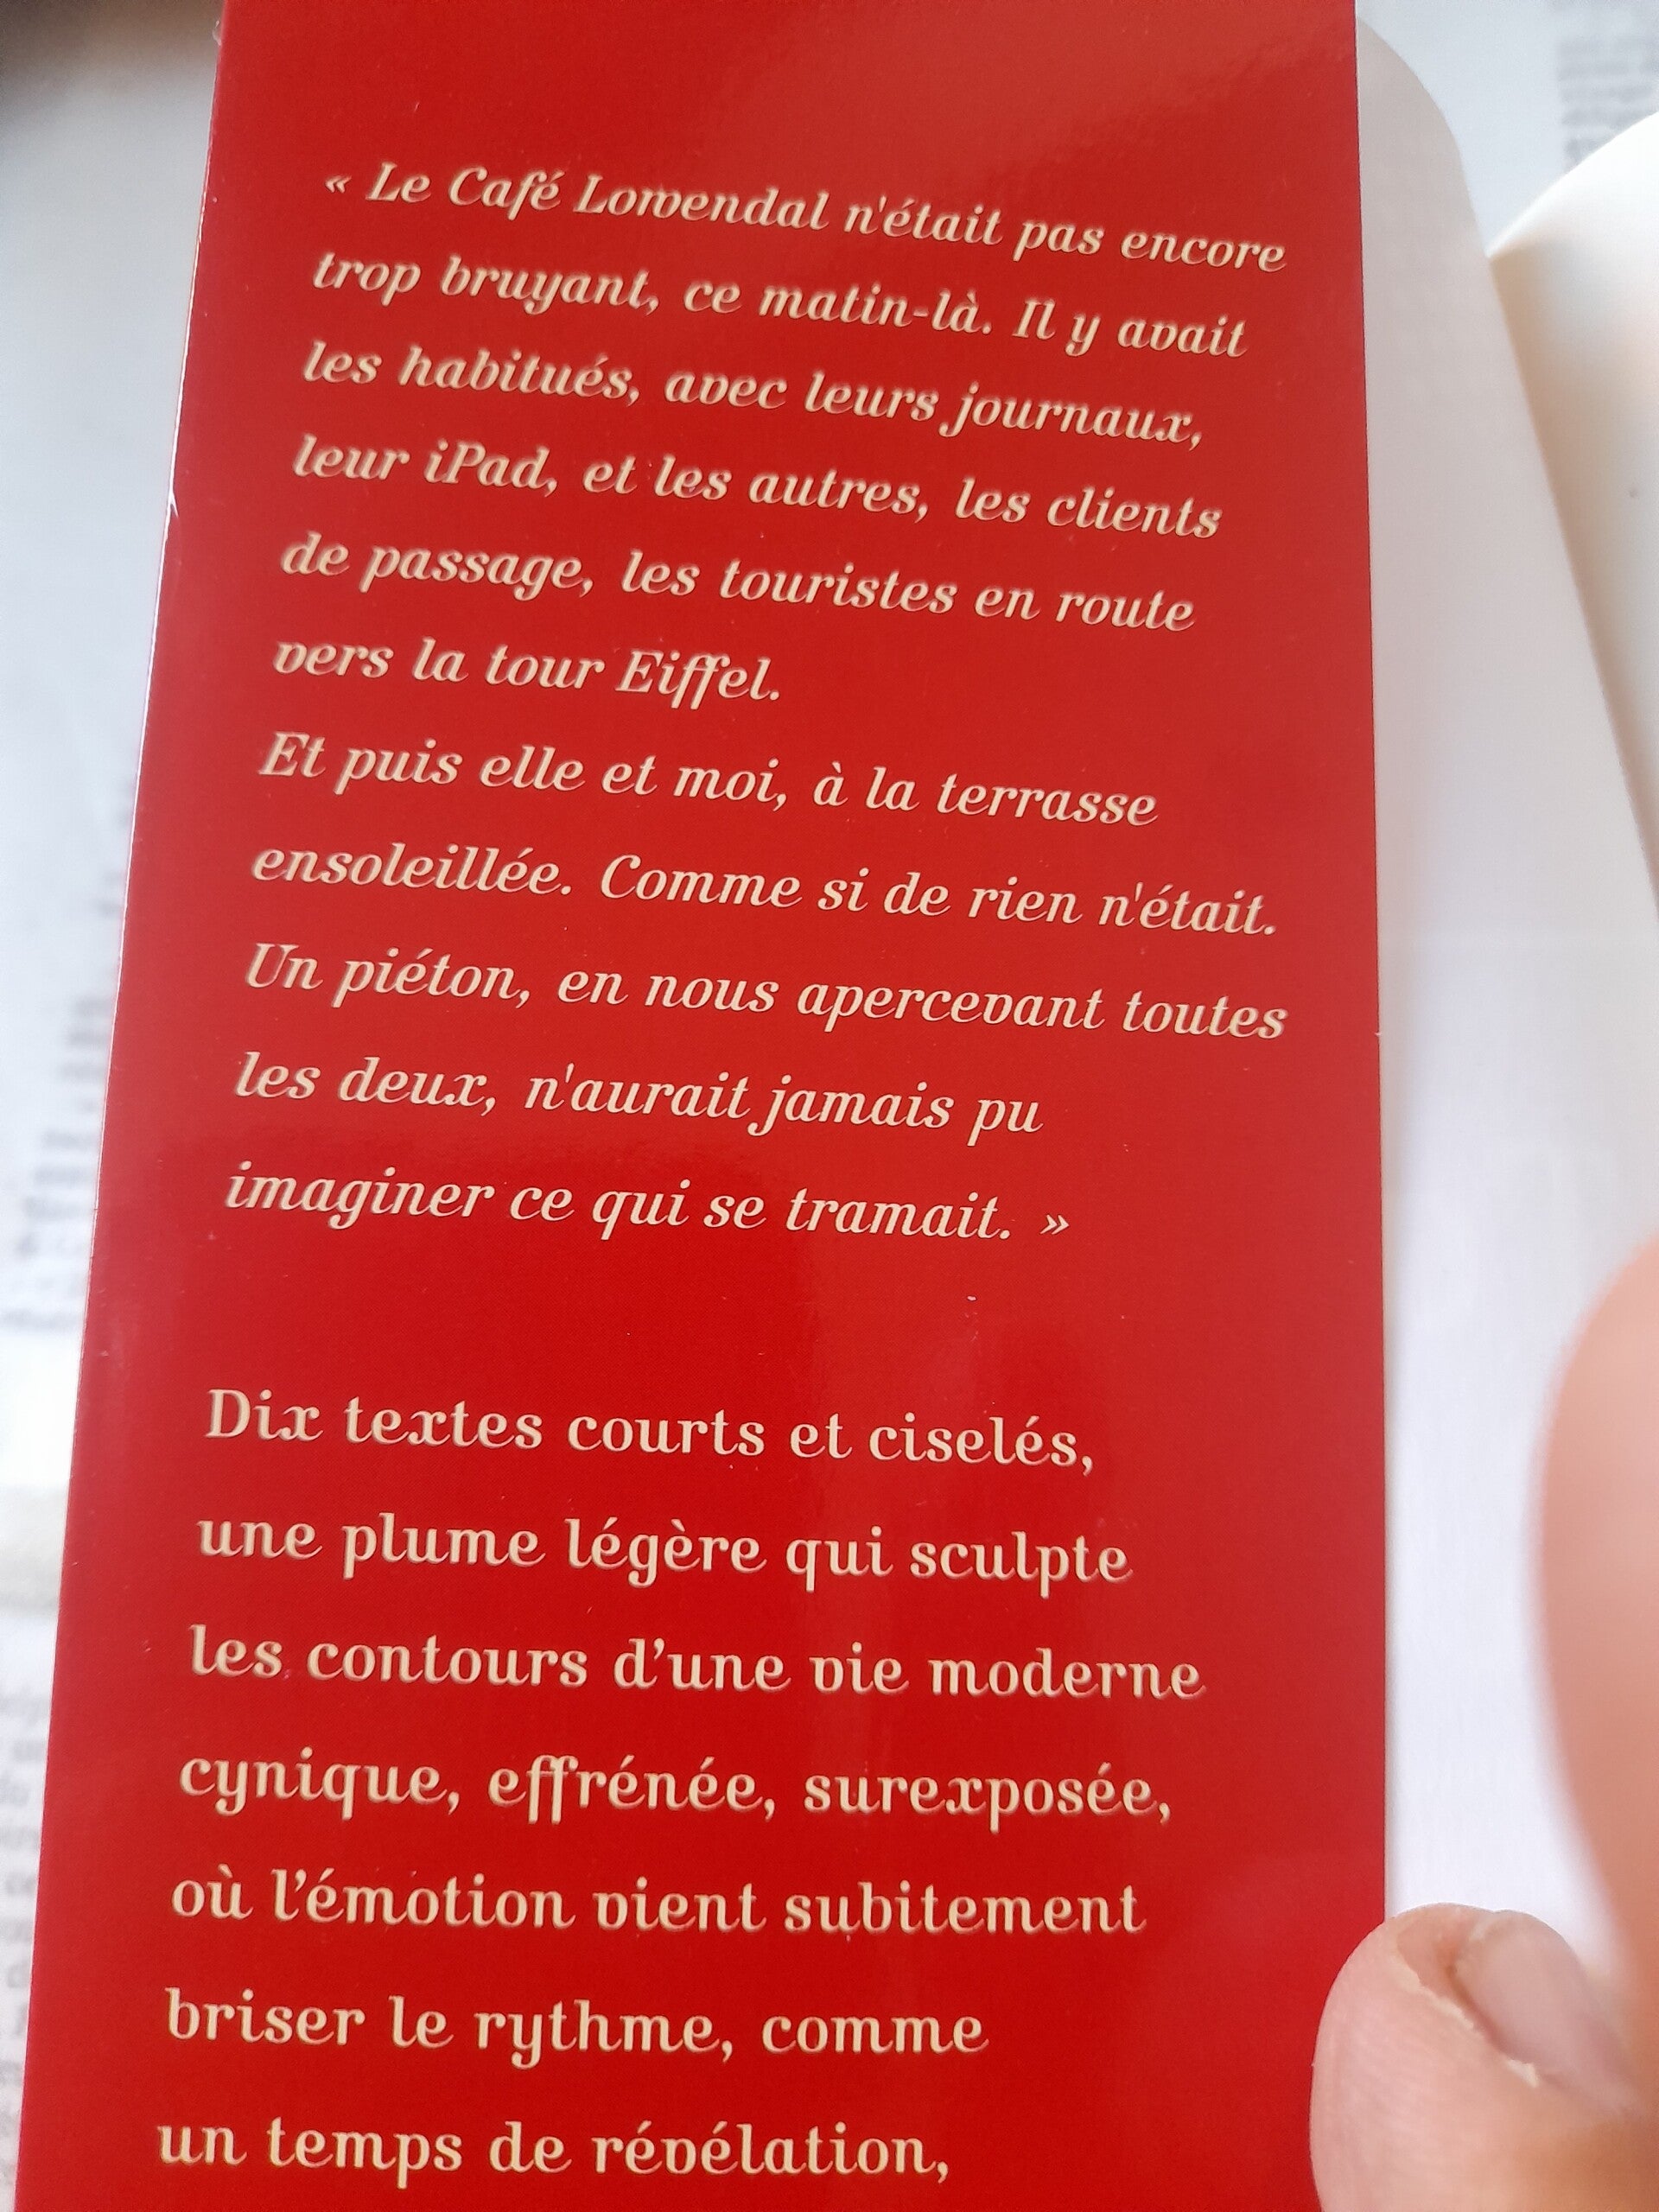 « Le Café Lowendal n'était pas encore
trop bruyant, ce matin-là. Il y avait
les habitués, avec leurs journaux,
leur iPad, et les autres, les clients
de passage, les touristes en route
vers la tour Eiffel.
Et puis elle et moi, à la terrasse
ensoleillée. Comme si de rien n'était.
Un piéton, en nous apercevant toutes
les deux, n'aurait jamais pu
imaginer ce qui se tramait. »
Dix textes courts et ciselés,
une plume légère qui sculpte
les contours d’une vie moderne
cynique, effrénée, surexposée,
où l’émotion vient subitement
briser le rythme, comme
un temps de révélation,